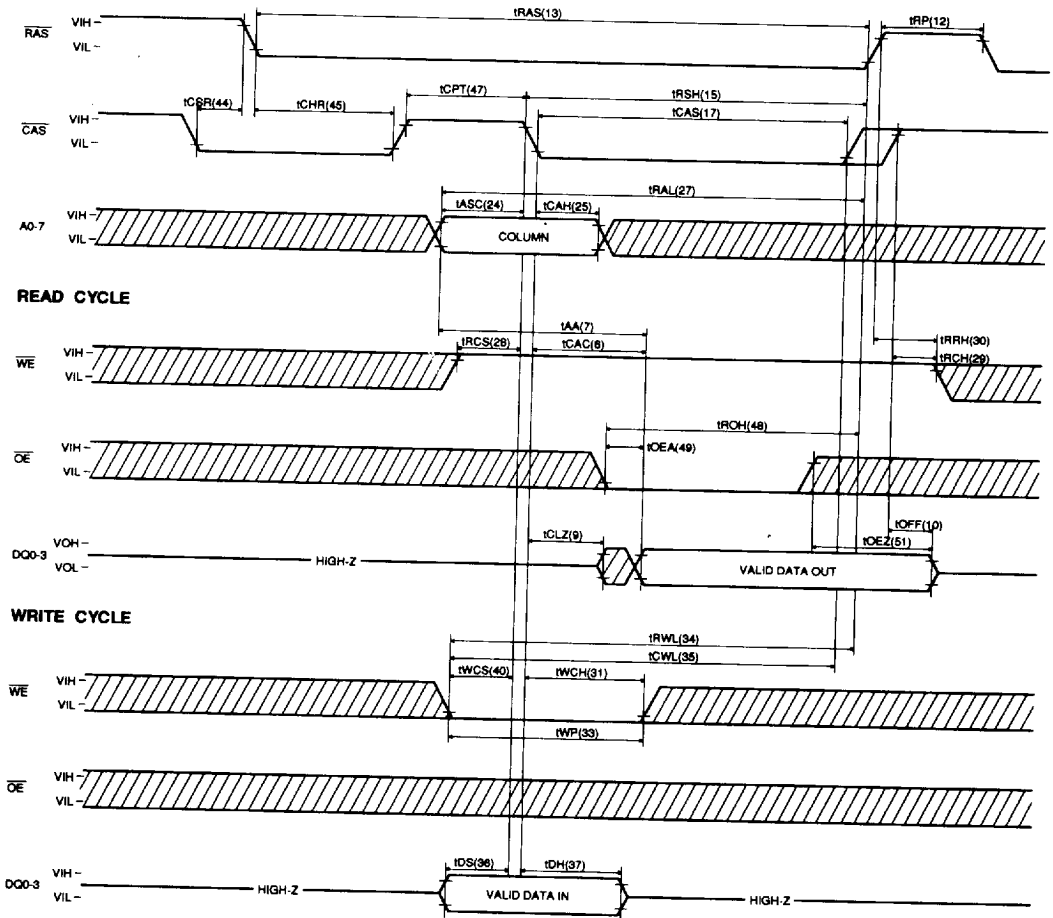 tRAS(13)
tRP(12)
RAS
VIH
VIL
tCPT(47)
tCSR(44)
tCHR(45)
tRSH(15)
tCAS(17)
CAS
VIH
VIL
tRAL(27)
tASC(24)
tCAH(25)
A0-7
VIH
VIL
COLUMN
READ CYCLE
tAA(7)
tRCS(28)
tCAC(6)
tRRH(30)
tRCH(29)
WE
VIH
VIL
tROH(48)
tOEA(49)
OE
VIH
VIL
tOFF(10)
tCLZ(9)
tOEZ(51)
DQ0-3
VOH
VOL
HIGH-Z
VALID DATA OUT
WRITE CYCLE
tRWL(34)
tCWL(35)
tWCS(40)
tWCH(31)
WE
VIH
VIL
tWP(33)
OE
VIH
VIL
tDS(36)
tDH(37)
DQ0-3
VIH
VIL
HIGH-Z
VALID DATA IN
HIGH-Z